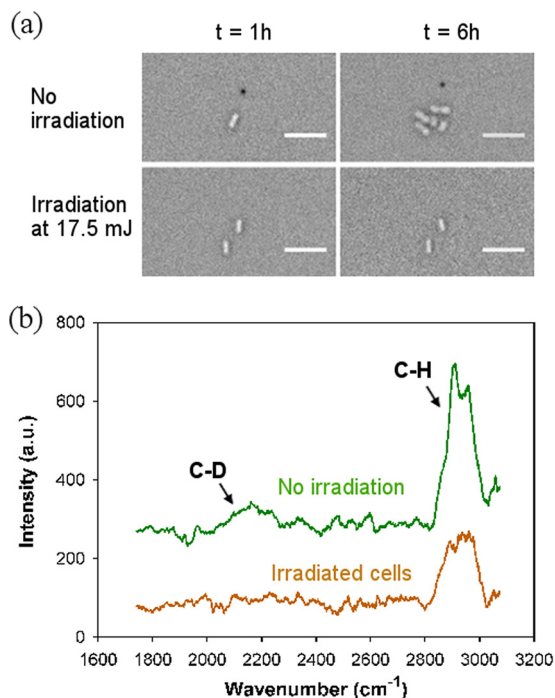 (a)
t = 1h t = 6h
No
irradiation
Irradiation
at 17.5 mJ
(b)
800
600
400
200
0
Intensity (a.u.)
C-H
C-D
No irradiation
Irradiated cells
1600 1800 2000 2200 2400 2600 2800 3000 3200
Wavenumber (cm⁻¹)